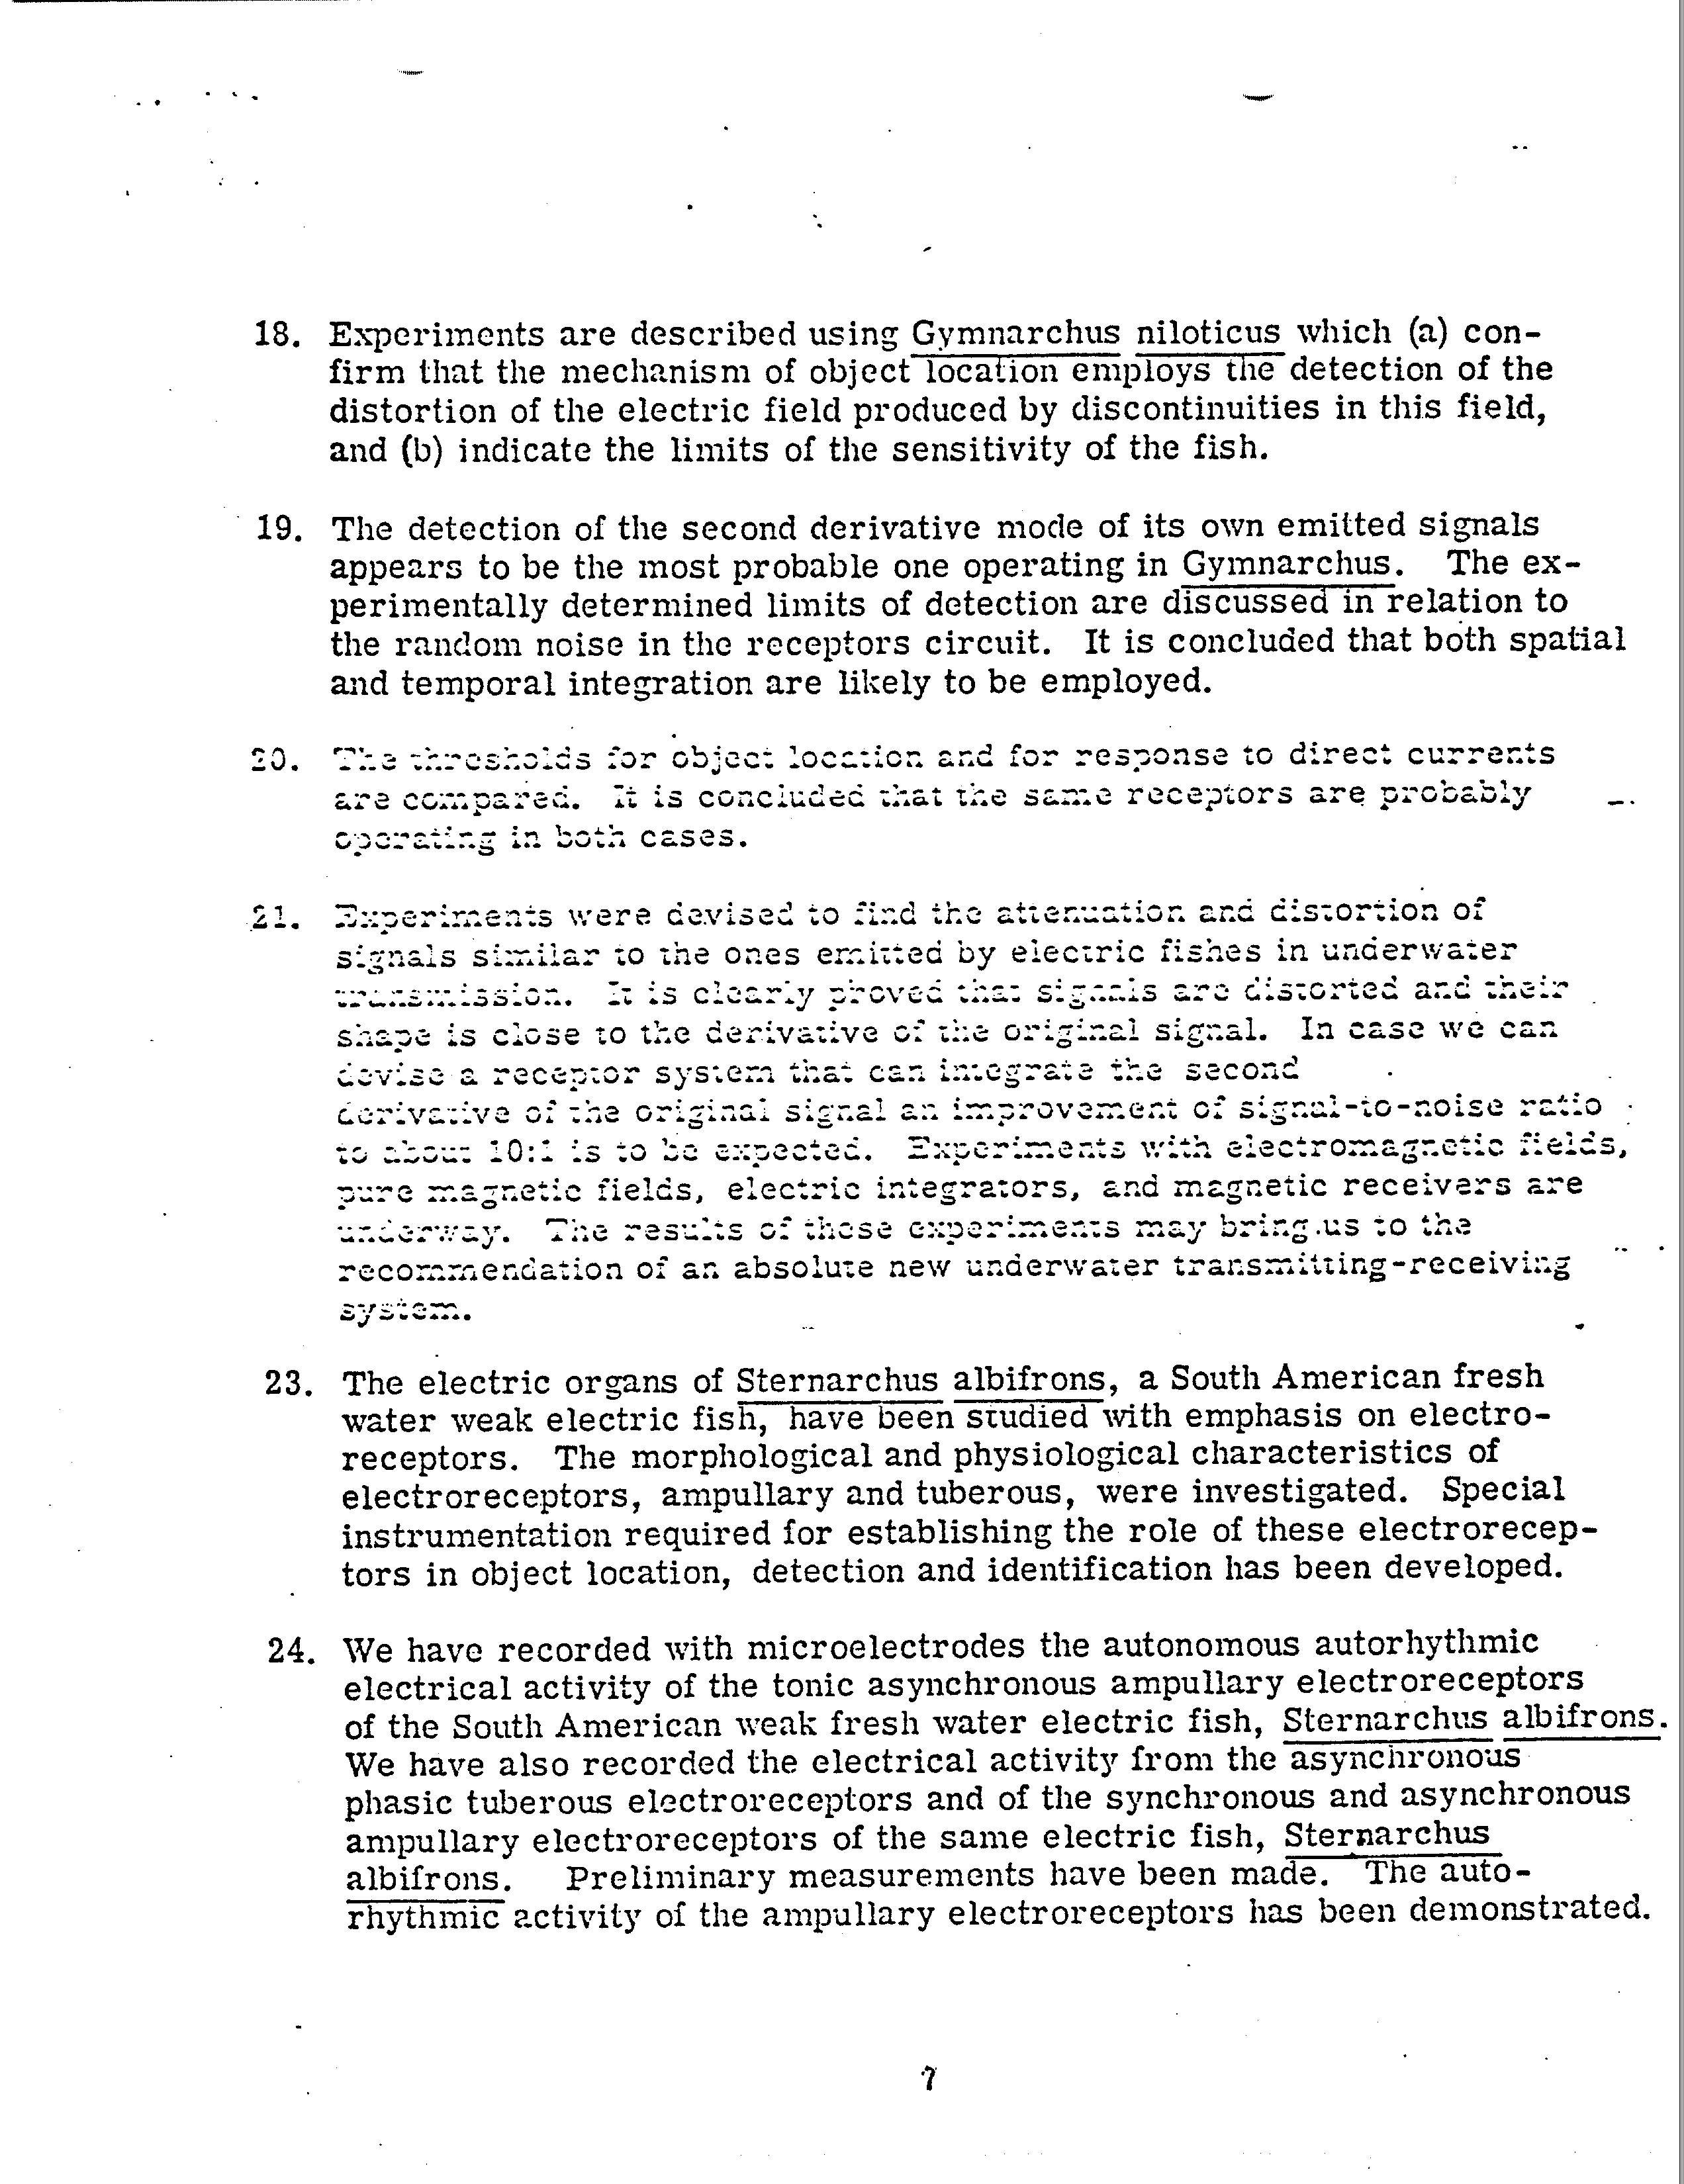 18. Experiments are described using Gymnarchus niloticus which (a) con-
firm that the mechanism of object location employs the detection of the
distortion of the electric field produced by discontinuities in this field,
and (b) indicate the limits of the sensitivity of the fish.
19. The detection of the second derivative mode of its own emitted signals
appears to be the most probable one operating in Gymnarchus. The ex-
perimentally determined limits of detection are discussed in relation to
the random noise in the receptors circuit. It is concluded that both spatial
and temporal integration are likely to be employed.
20. The thresholds for object location and for response to direct currents
are compared. It is concluded that the same receptors are probably
operating in both cases.
21. Experiments were devised to find the attenuation and distortion of
signals similar to the ones emitted by electric fishes in underwater
transmission. It is clearly proved that signals are distorted and their
shape is close to the derivative of the original signal. In case we can
devise a receptor system that can integrate the second
derivative of the original signal an improvement of signal-to-noise ratio
to about 10:1 is to be expected. Experiments with electromagnetic fields,
pure magnetic fields, electric integrators, and magnetic receivers are
underway. The results of these experiments may bring us to the
recommendation of an absolute new underwater transmitting-receiving
system.
23. The electric organs of Sternarchus albifrons, a South American fresh
water weak electric fish, have been studied with emphasis on electro-
receptors. The morphological and physiological characteristics of
electroreceptors, ampullary and tuberous, were investigated. Special
instrumentation required for establishing the role of these electrorecep-
tors in object location, detection and identification has been developed.
24. We have recorded with microelectrodes the autonomous autorhythmic
electrical activity of the tonic asynchronous ampullary electroreceptors
of the South American weak fresh water electric fish, Sternarchus albifrons.
We have also recorded the electrical activity from the asynchronous
phasic tuberous electroreceptors and of the synchronous and asynchronous
ampullary electroreceptors of the same electric fish, Sternarchus
albifrons. Preliminary measurements have been made. The auto-
rhythmic activity of the ampullary electroreceptors has been demonstrated.
7